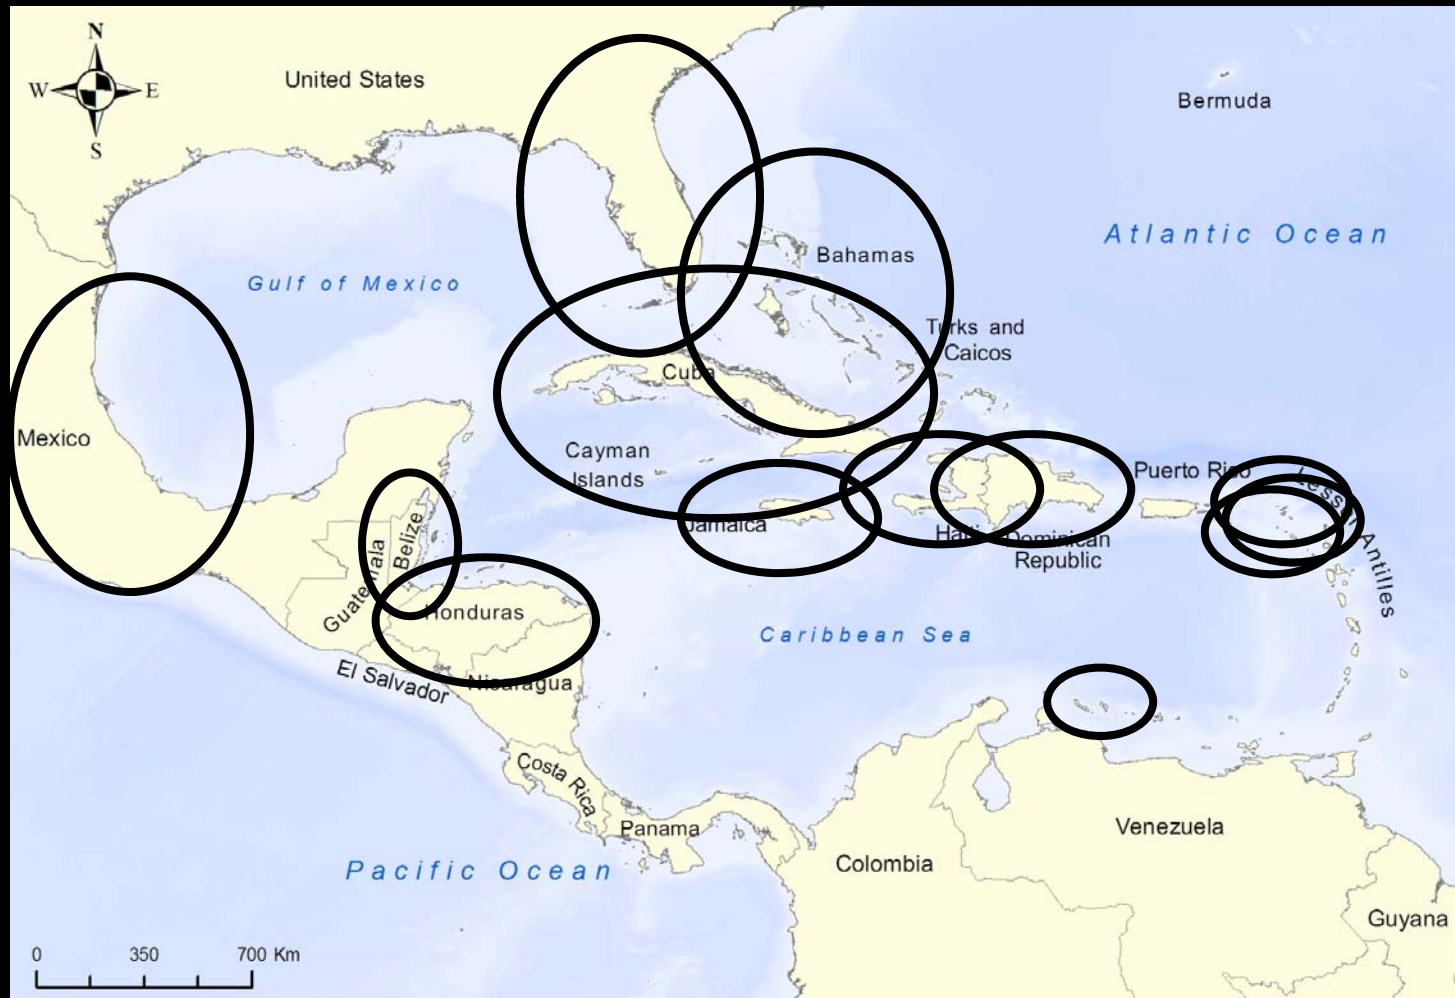 N
W E
S
United States
Bermuda
Atlantic Ocean
Bahamas
Gulf of Mexico
Turks and
Caicos
Cuba
Mexico
Cayman
Islands
Puerto Rico
Lesser Antilles
Jamaica
Haiti
Dominican
Republic
Belize
Guatemala
Honduras
Caribbean Sea
El Salvador
Nicaragua
Costa Rica
Panama
Venezuela
Colombia
Pacific Ocean
Guyana
0 350 700 Km